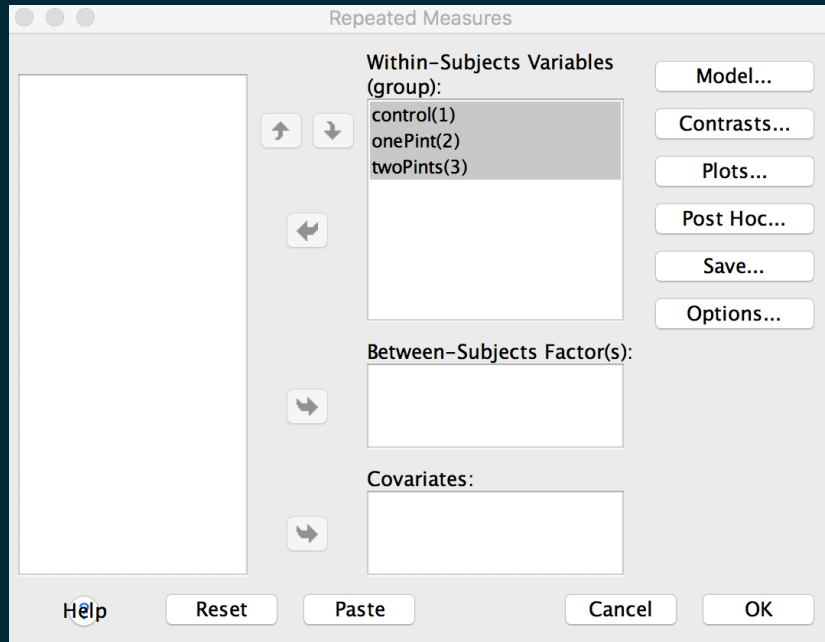 Repeated Measures
Within-Subjects Variables
(group):
control(1)
onePint(2)
twoPints(3)
Model...
Contrasts...
Plots...
Post Hoc...
Save...
Options...
Between-Subjects Factor(s):
Covariates:
Help
Reset
Paste
Cancel
OK